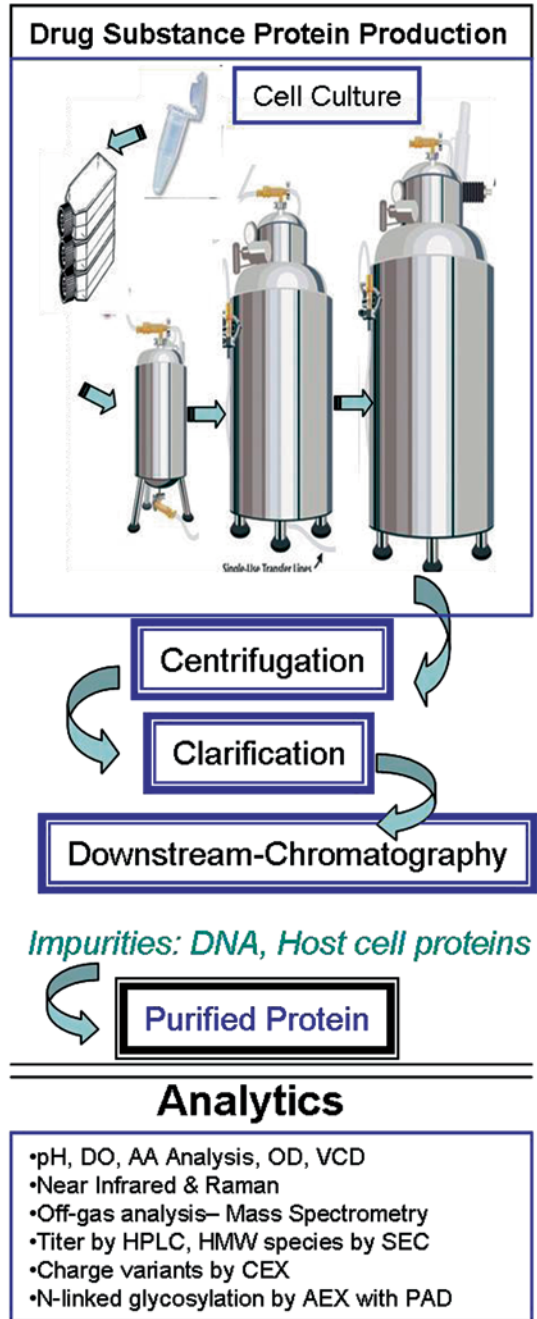 Drug Substance Protein Production
Cell Culture
Single-Use Transfer Lines
Centrifugation
Clarification
Downstream-Chromatography
Impurities: DNA, Host cell proteins
Purified Protein
Analytics
•pH, DO, AA Analysis, OD, VCD
•Near Infrared & Raman
•Off-gas analysis– Mass Spectrometry
•Titer by HPLC, HMW species by SEC
•Charge variants by CEX
•N-linked glycosylation by AEX with PAD